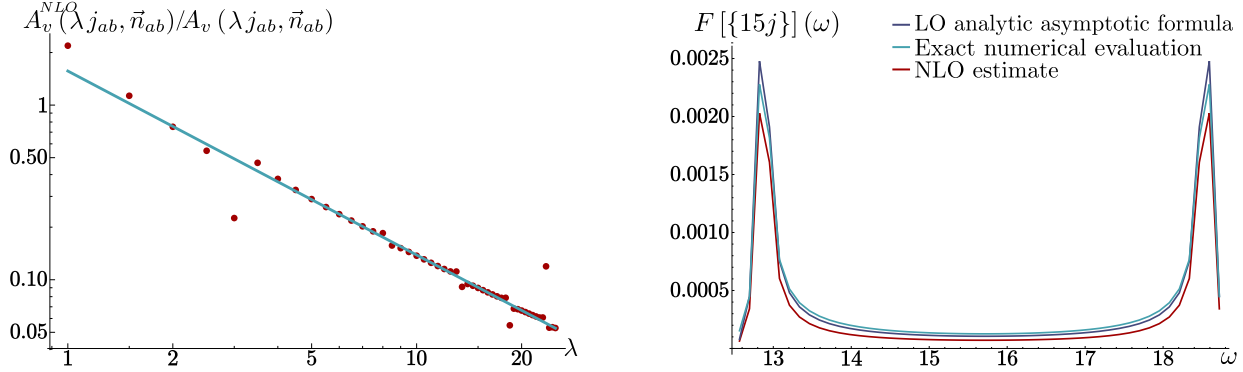 A_v^{NLO}(λ j_{ab}, \vec{n}_{ab})/A_v (λ j_{ab}, \vec{n}_{ab})
1
0.50
0.10
0.05
1 2 5 10 20 λ
F [{15j}] (ω)
LO analytic asymptotic formula
Exact numerical evaluation
NLO estimate
0.0025
0.0020
0.0015
0.0010
0.0005
13 14 15 16 17 18 ω